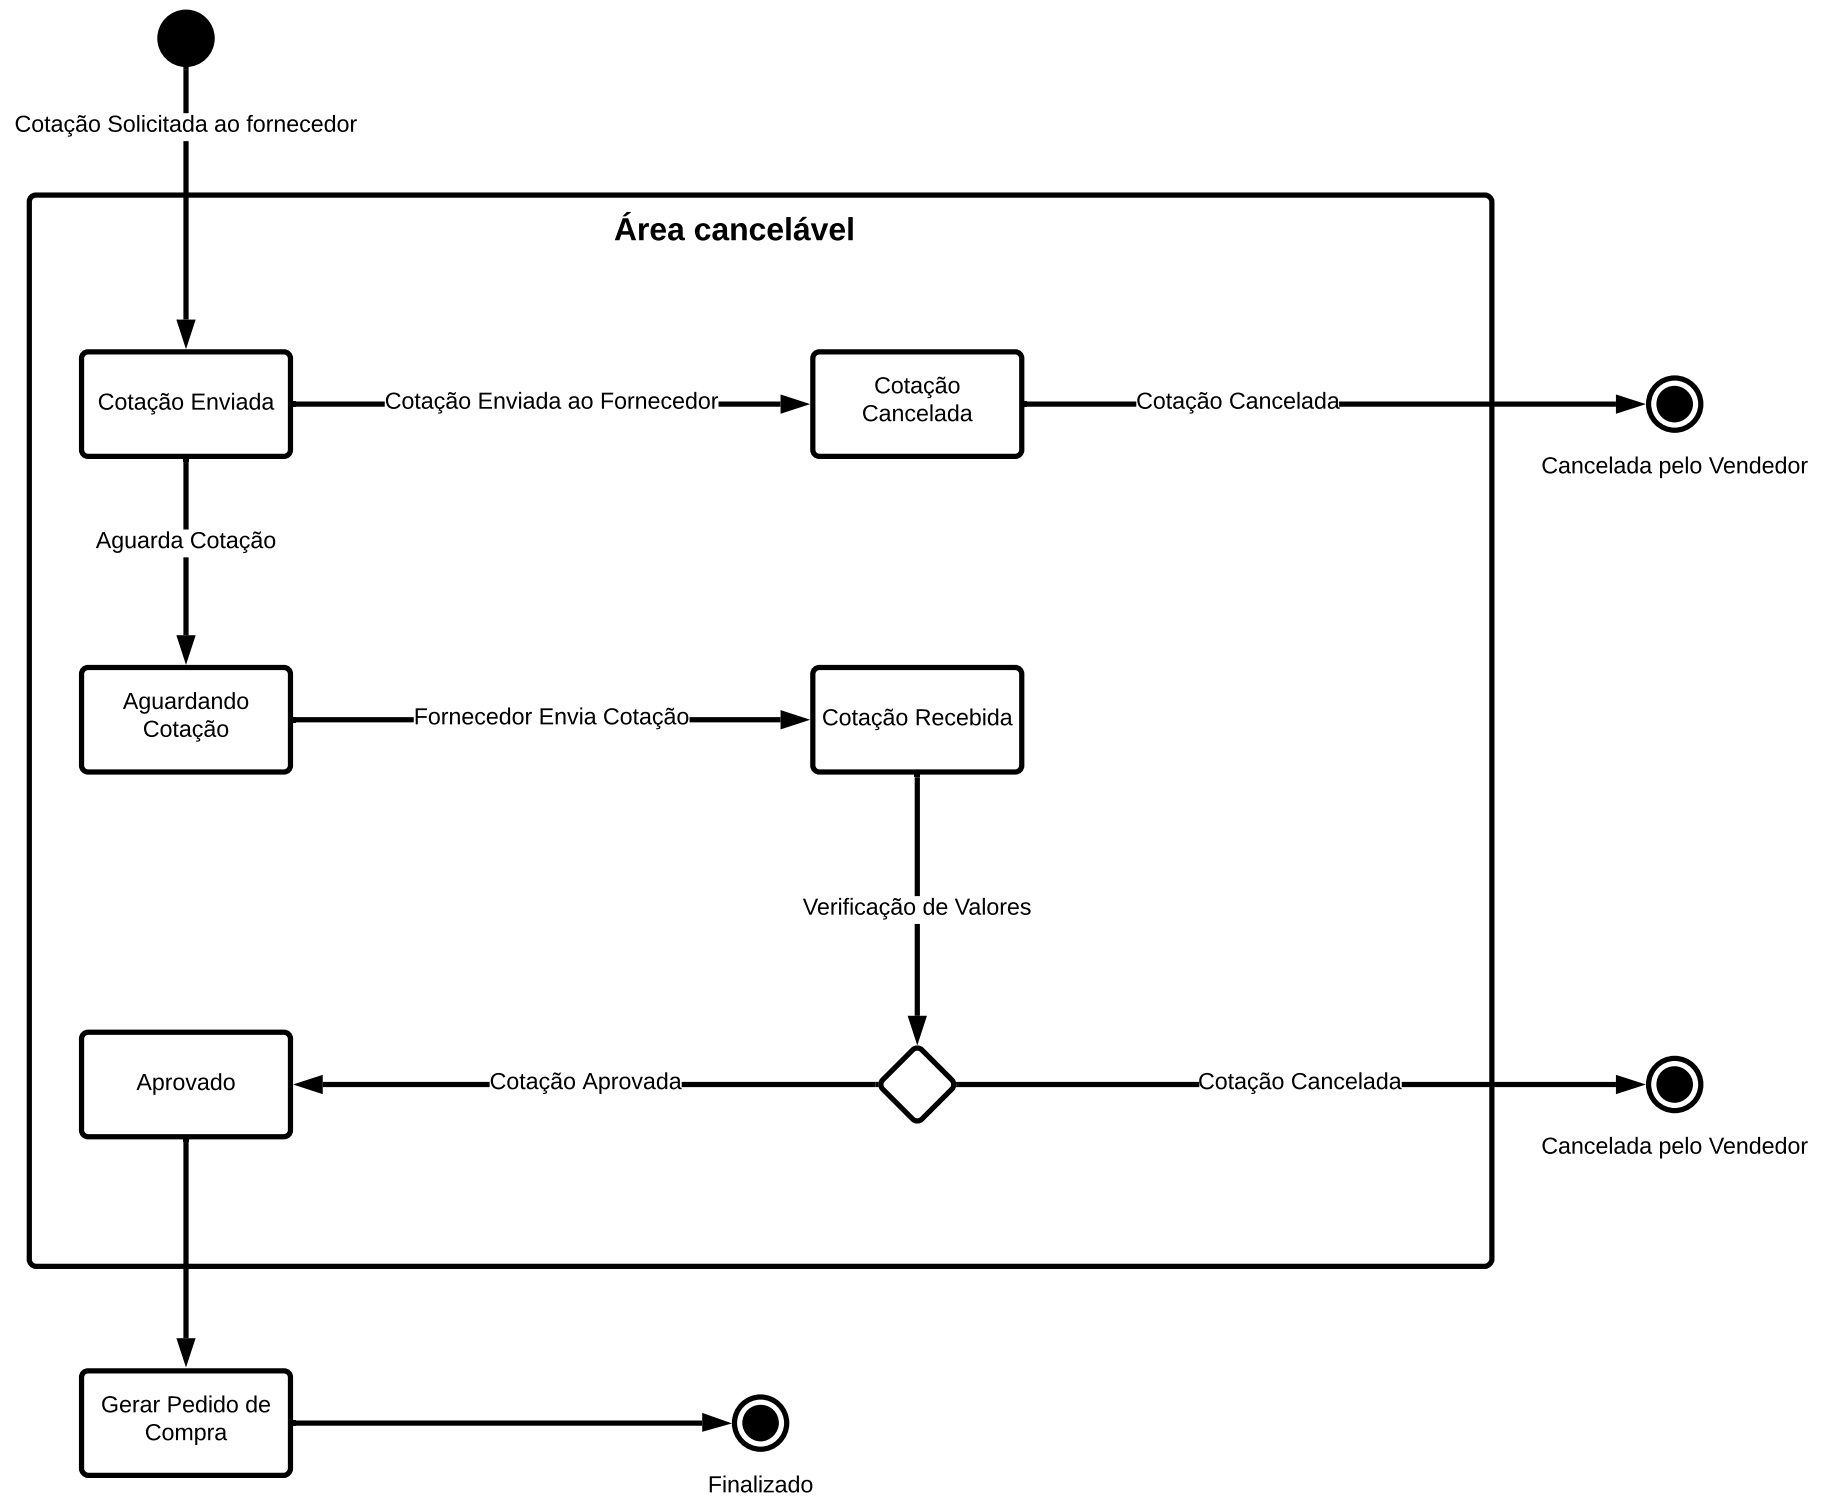 Cotação Solicitada ao fornecedor
Área cancelável
Cotação Enviada
Cotação Enviada ao Fornecedor
Cotação
Cancelada
Cotação Cancelada
Cancelada pelo Vendedor
Aguarda Cotação
Aguardando
Cotação
Fornecedor Envia Cotação
Cotação Recebida
Verificação de Valores
Aprovado
Cotação Aprovada
Cotação Cancelada
Cancelada pelo Vendedor
Gerar Pedido de
Compra
Finalizado